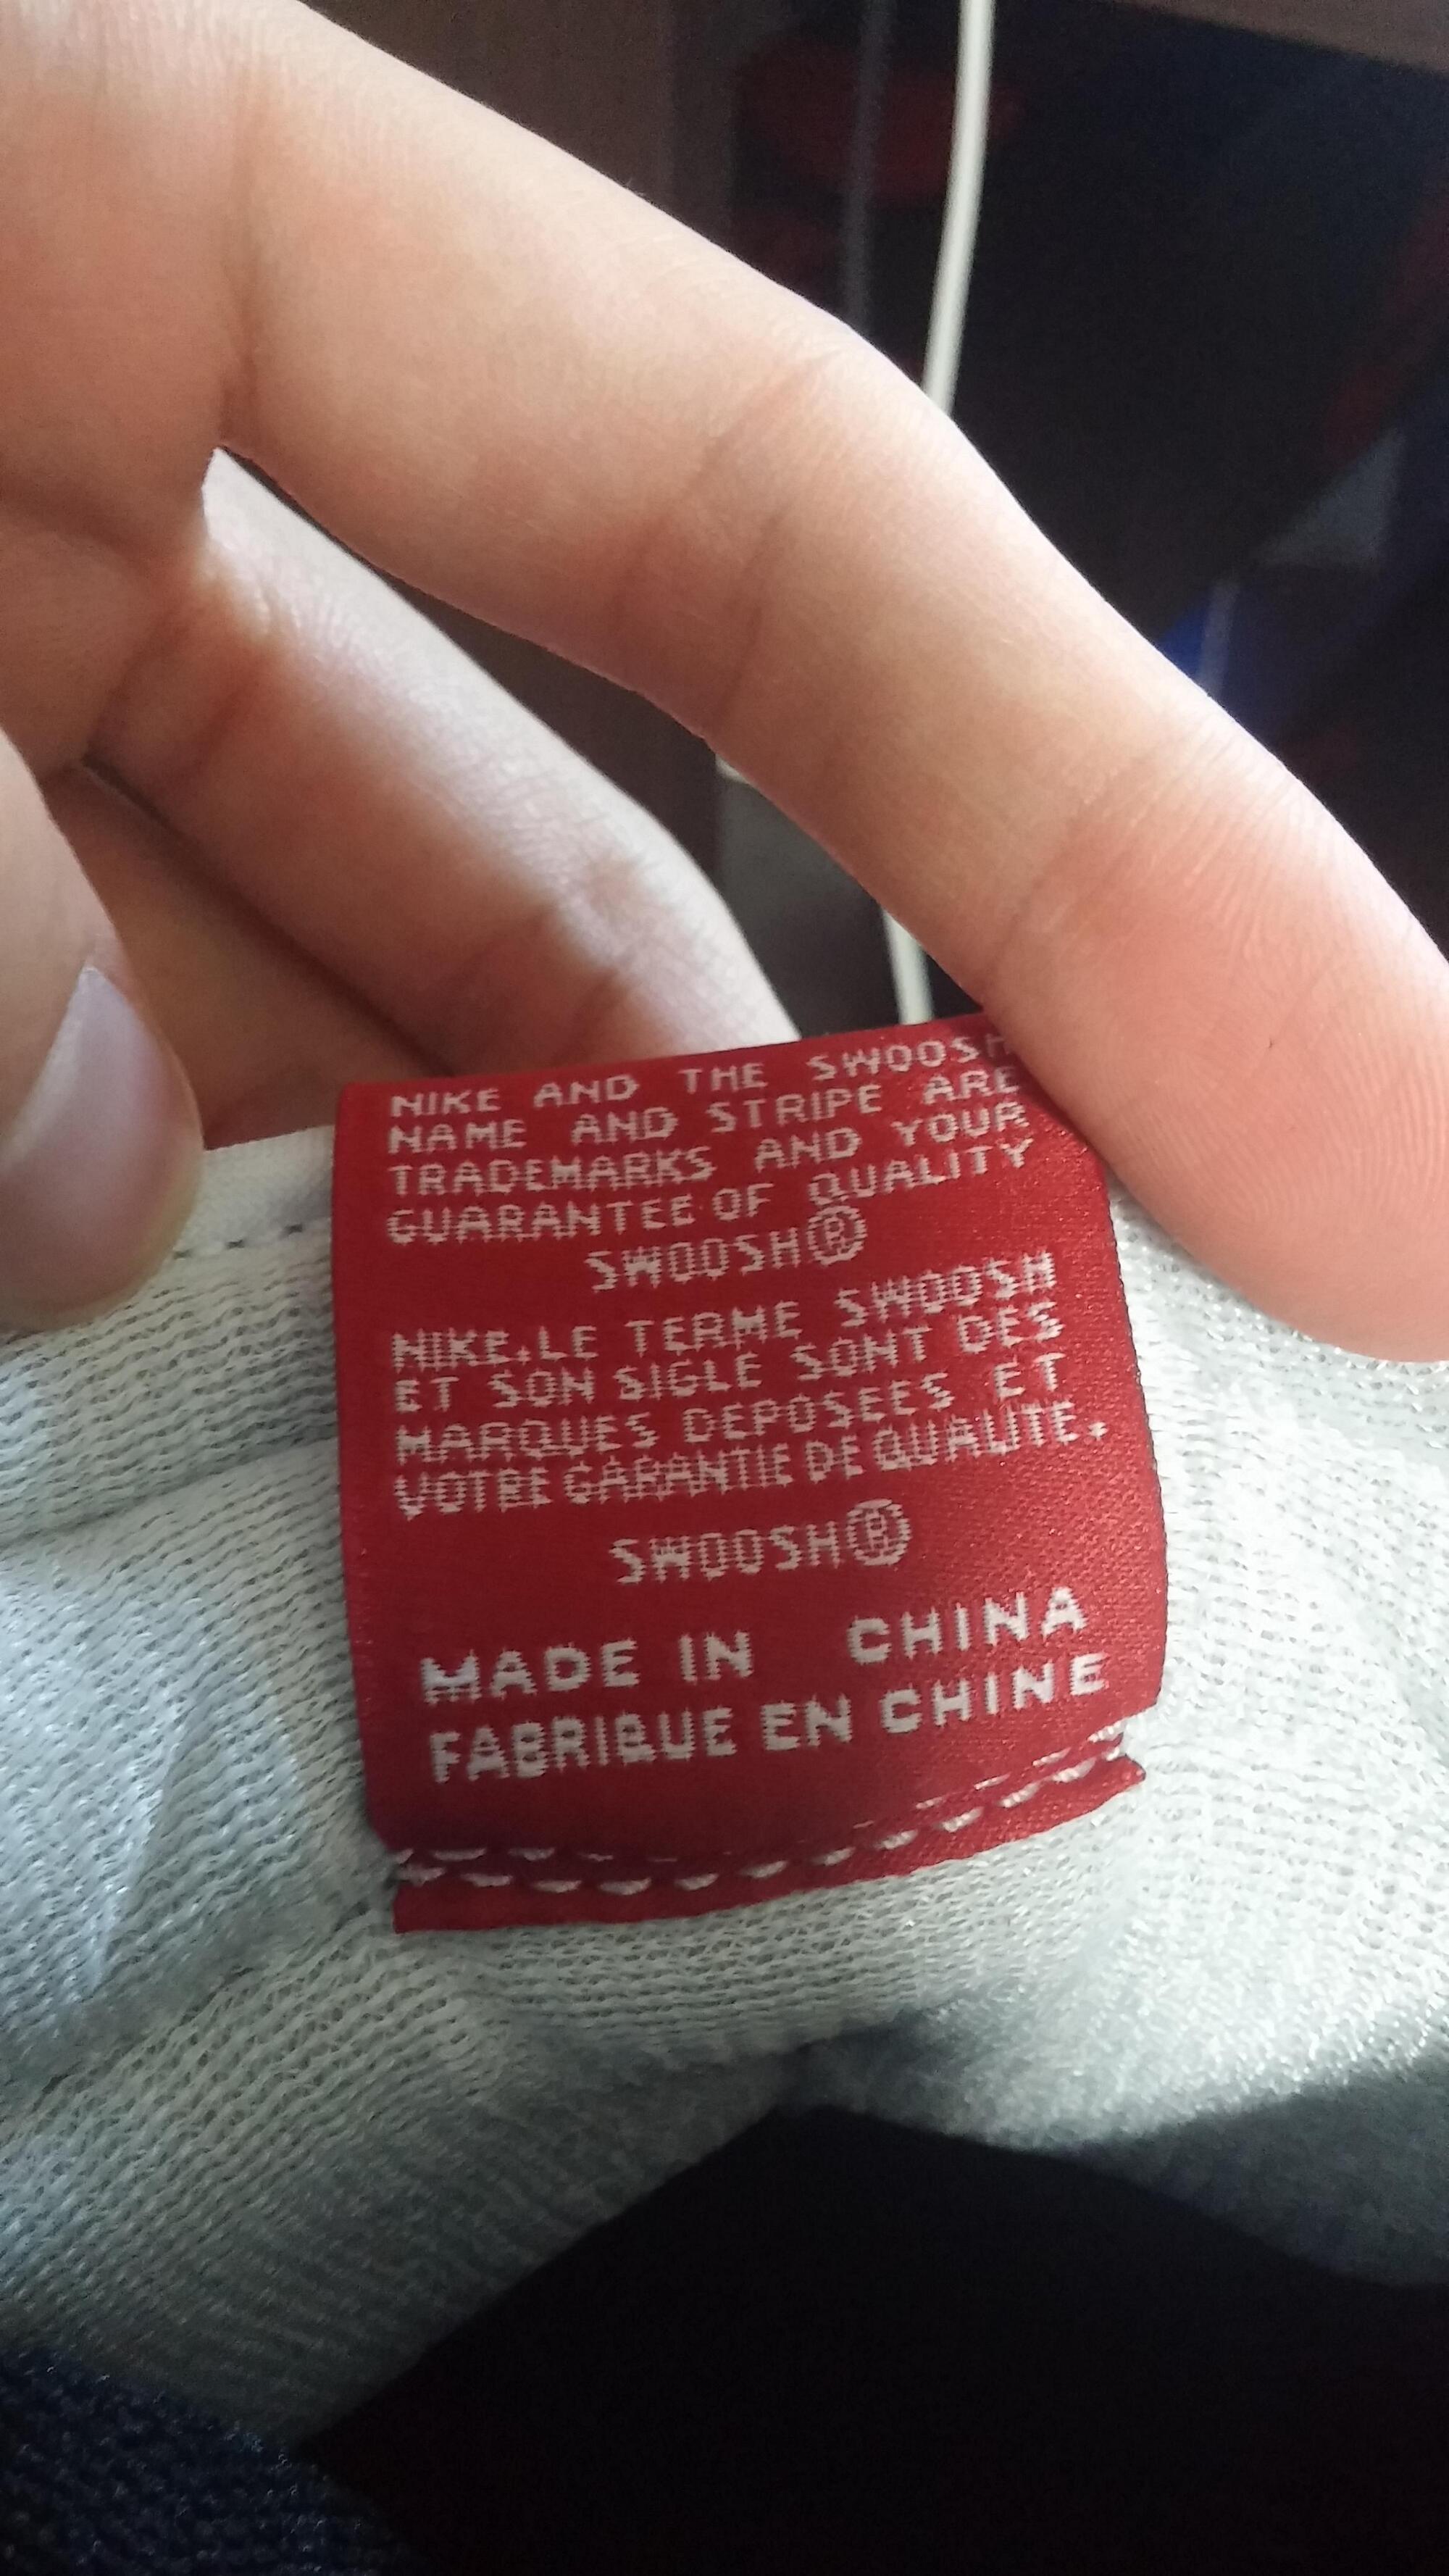 NIKE AND THE SWOOSH
NAME AND STRIPE ARE
TRADEMARKS AND YOUR
GUARANTEE OF QUALITY
SWOOSH®
NIKE,LE TERME SWOOSH
ET SON SIGLE SONT DES
MARQUES DEPOSEES ET
VOTRE GARANTIE DE QUALITE.
SWOOSH®
MADE IN CHINA
FABRIQUE EN CHINE